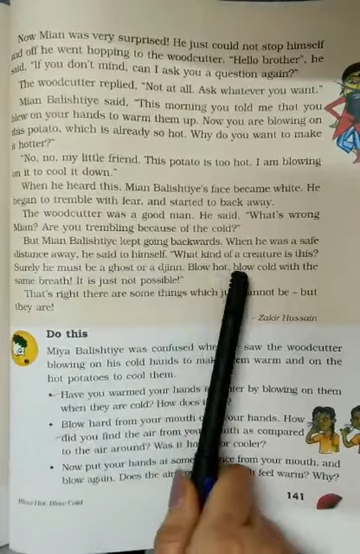 Now Mian was very surprised! He just could not stop himself
and off he went hopping to the woodcutter. "Hello brother", he
said, "If you don't mind, can I ask you a question again?"
The woodcutter replied, "Not at all. Ask whatever you want."
Mian Balishtiye said, "This morning you told me that you
blew on your hands to warm them up. Now you are blowing on
this potato, which is already so hot. Why do you want to make
hotter?"
"No, no, my little friend. This potato is too hot. I am blowing
on it to cool it down."
When he heard this, Mian Balishtiye's face became white. He
began to tremble with fear, and started to back away.
The woodcutter was a good man. He said, "What's wrong
Mian? Are you trembling because of the cold?"
But Mian Balishtiye kept going backwards. When he was a safe
distance away, he said to himself, "What kind of a creature is this?
Surely he must be a ghost or a djinn. Blow hot, blow cold with the
same breath! It is just not possible!"
That's right there are some things which cannot be – but
they are!
– Zakir Hussain
Do this
Miya Balishtiye was confused saw the woodcutter
blowing on his cold hands to them warm and on the
hot potatoes to cool them.
• Have you warmed your hands by blowing on them
when they are cold? How does
• Blow hard from your mouth your hands. How
did you find the air from as compared
to the air around? Was it or cooler?
• Now put your hands at some from your mouth, and
blow again. Does the air feel warm? Why?
Blow Hot, Blow Cold
141